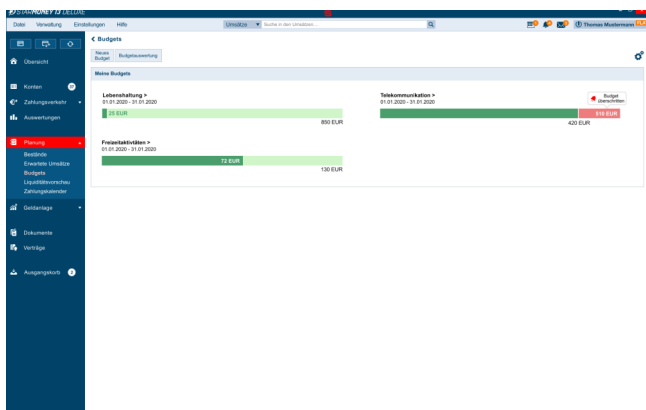 STARMONEY 13 DELUXE
Datei Verwaltung Einstellungen Hilfe Umsätze Suche in den Umsätzen ... Thomas Mustermann
Budgets
Neues Budget Budgetauswertung
Meine Budgets
Übersicht
Konten
Zahlungsverkehr
Auswertungen
Planung
Bestände
Erwartete Umsätze
Budgets
Liquiditätsvorschau
Zahlungskalender
Geldanlage
Dokumente
Verträge
Ausgangskorb 2
Lebenshaltung >
01.01.2020 - 31.01.2020
25 EUR
850 EUR
Telekommunikation >
01.01.2020 - 31.01.2020
Budget
überschritten
510 EUR
420 EUR
Freizeitaktivitäten >
01.01.2020 - 31.01.2020
72 EUR
130 EUR